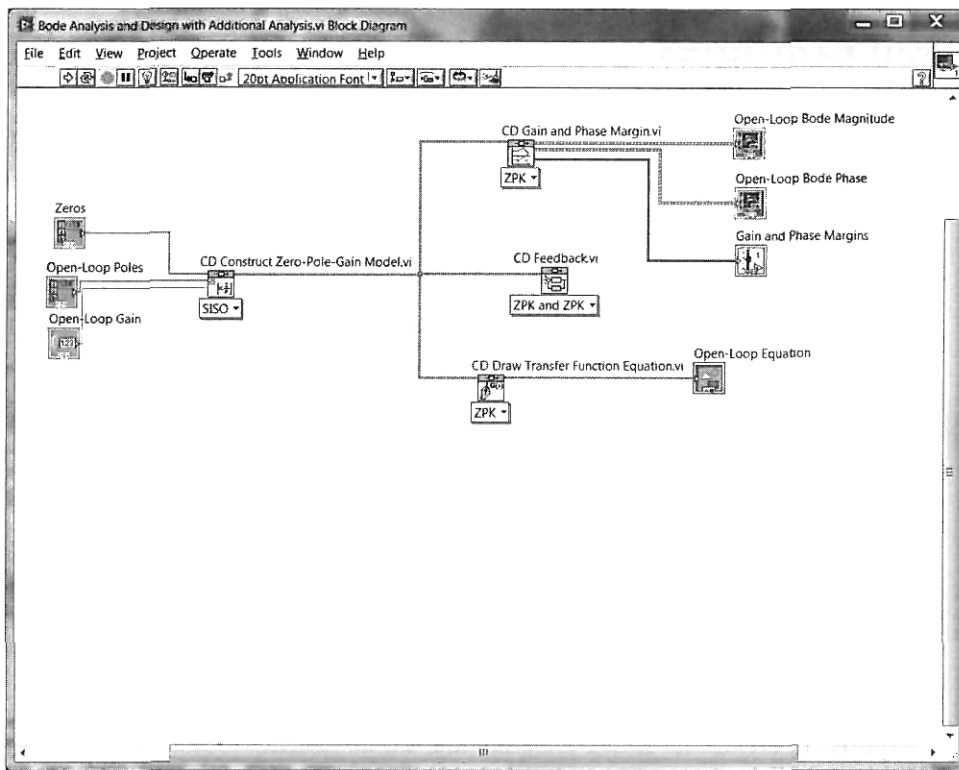 Bode Analysis and Design with Additional Analysis.vi Block Diagram
File Edit View Project Operate Tools Window Help
20pt Application Font
CD Gain and Phase Margin.vi
Open-Loop Bode Magnitude
ZPK
Open-Loop Bode Phase
Zeros
Gain and Phase Margins
Open-Loop Poles
CD Construct Zero-Pole-Gain Model.vi
CD Feedback.vi
SISO
ZPK and ZPK
Open-Loop Gain
1.23
CD Draw Transfer Function Equation.vi
Open-Loop Equation
ZPK